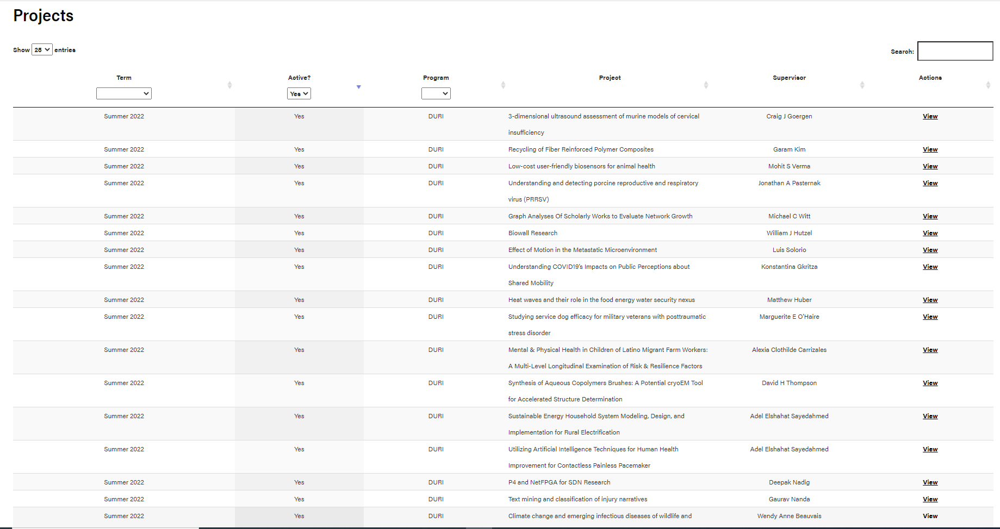 Projects
Show 25 entries
Search:
Term Active? Program Project Supervisor Actions
Yes
Summer 2022 Yes DURI 3-dimensional ultrasound assessment of murine models of cervical Craig J Goergen View
insufficiency
Summer 2022 Yes DURI Recycling of Fiber Reinforced Polymer Composites Garam Kim View
Summer 2022 Yes DURI Low-cost user-friendly biosensors for animal health Mohit S Verma View
Summer 2022 Yes DURI Understanding and detecting porcine reproductive and respiratory Jonathan A Pasternak View
virus (PRRSV)
Summer 2022 Yes DURI Graph Analyses Of Scholarly Works to Evaluate Network Growth Michael C Witt View
Summer 2022 Yes DURI Biowall Research William J Hutzel View
Summer 2022 Yes DURI Effect of Motion in the Metastatic Microenvironment Luis Solorio View
Summer 2022 Yes DURI Understanding COVID19's Impacts on Public Perceptions about Konstantina Gkritza View
Shared Mobility
Summer 2022 Yes DURI Heat waves and their role in the food energy water security nexus Matthew Huber View
Summer 2022 Yes DURI Studying service dog efficacy for military veterans with posttraumatic Marguerite E O'Haire View
stress disorder
Summer 2022 Yes DURI Mental & Physical Health in Children of Latino Migrant Farm Workers: Alexia Clothilde Carrizales View
A Multi-Level Longitudinal Examination of Risk & Resilience Factors
Summer 2022 Yes DURI Synthesis of Aqueous Copolymers Brushes: A Potential cryoEM Tool David H Thompson View
for Accelerated Structure Determination
Summer 2022 Yes DURI Sustainable Energy Household System Modeling, Design, and Adel Elshahat Sayedahmed View
Implementation for Rural Electrification
Summer 2022 Yes DURI Utilizing Artificial Intelligence Techniques for Human Health Adel Elshahat Sayedahmed View
Improvement for Contactless Painless Pacemaker
Summer 2022 Yes DURI P4 and NetFPGA for SDN Research Deepak Nadig View
Summer 2022 Yes DURI Text mining and classification of injury narratives Gaurav Nanda View
Summer 2022 Yes DURI Climate change and emerging infectious diseases of wildlife and Wendy Anne Beauvais View